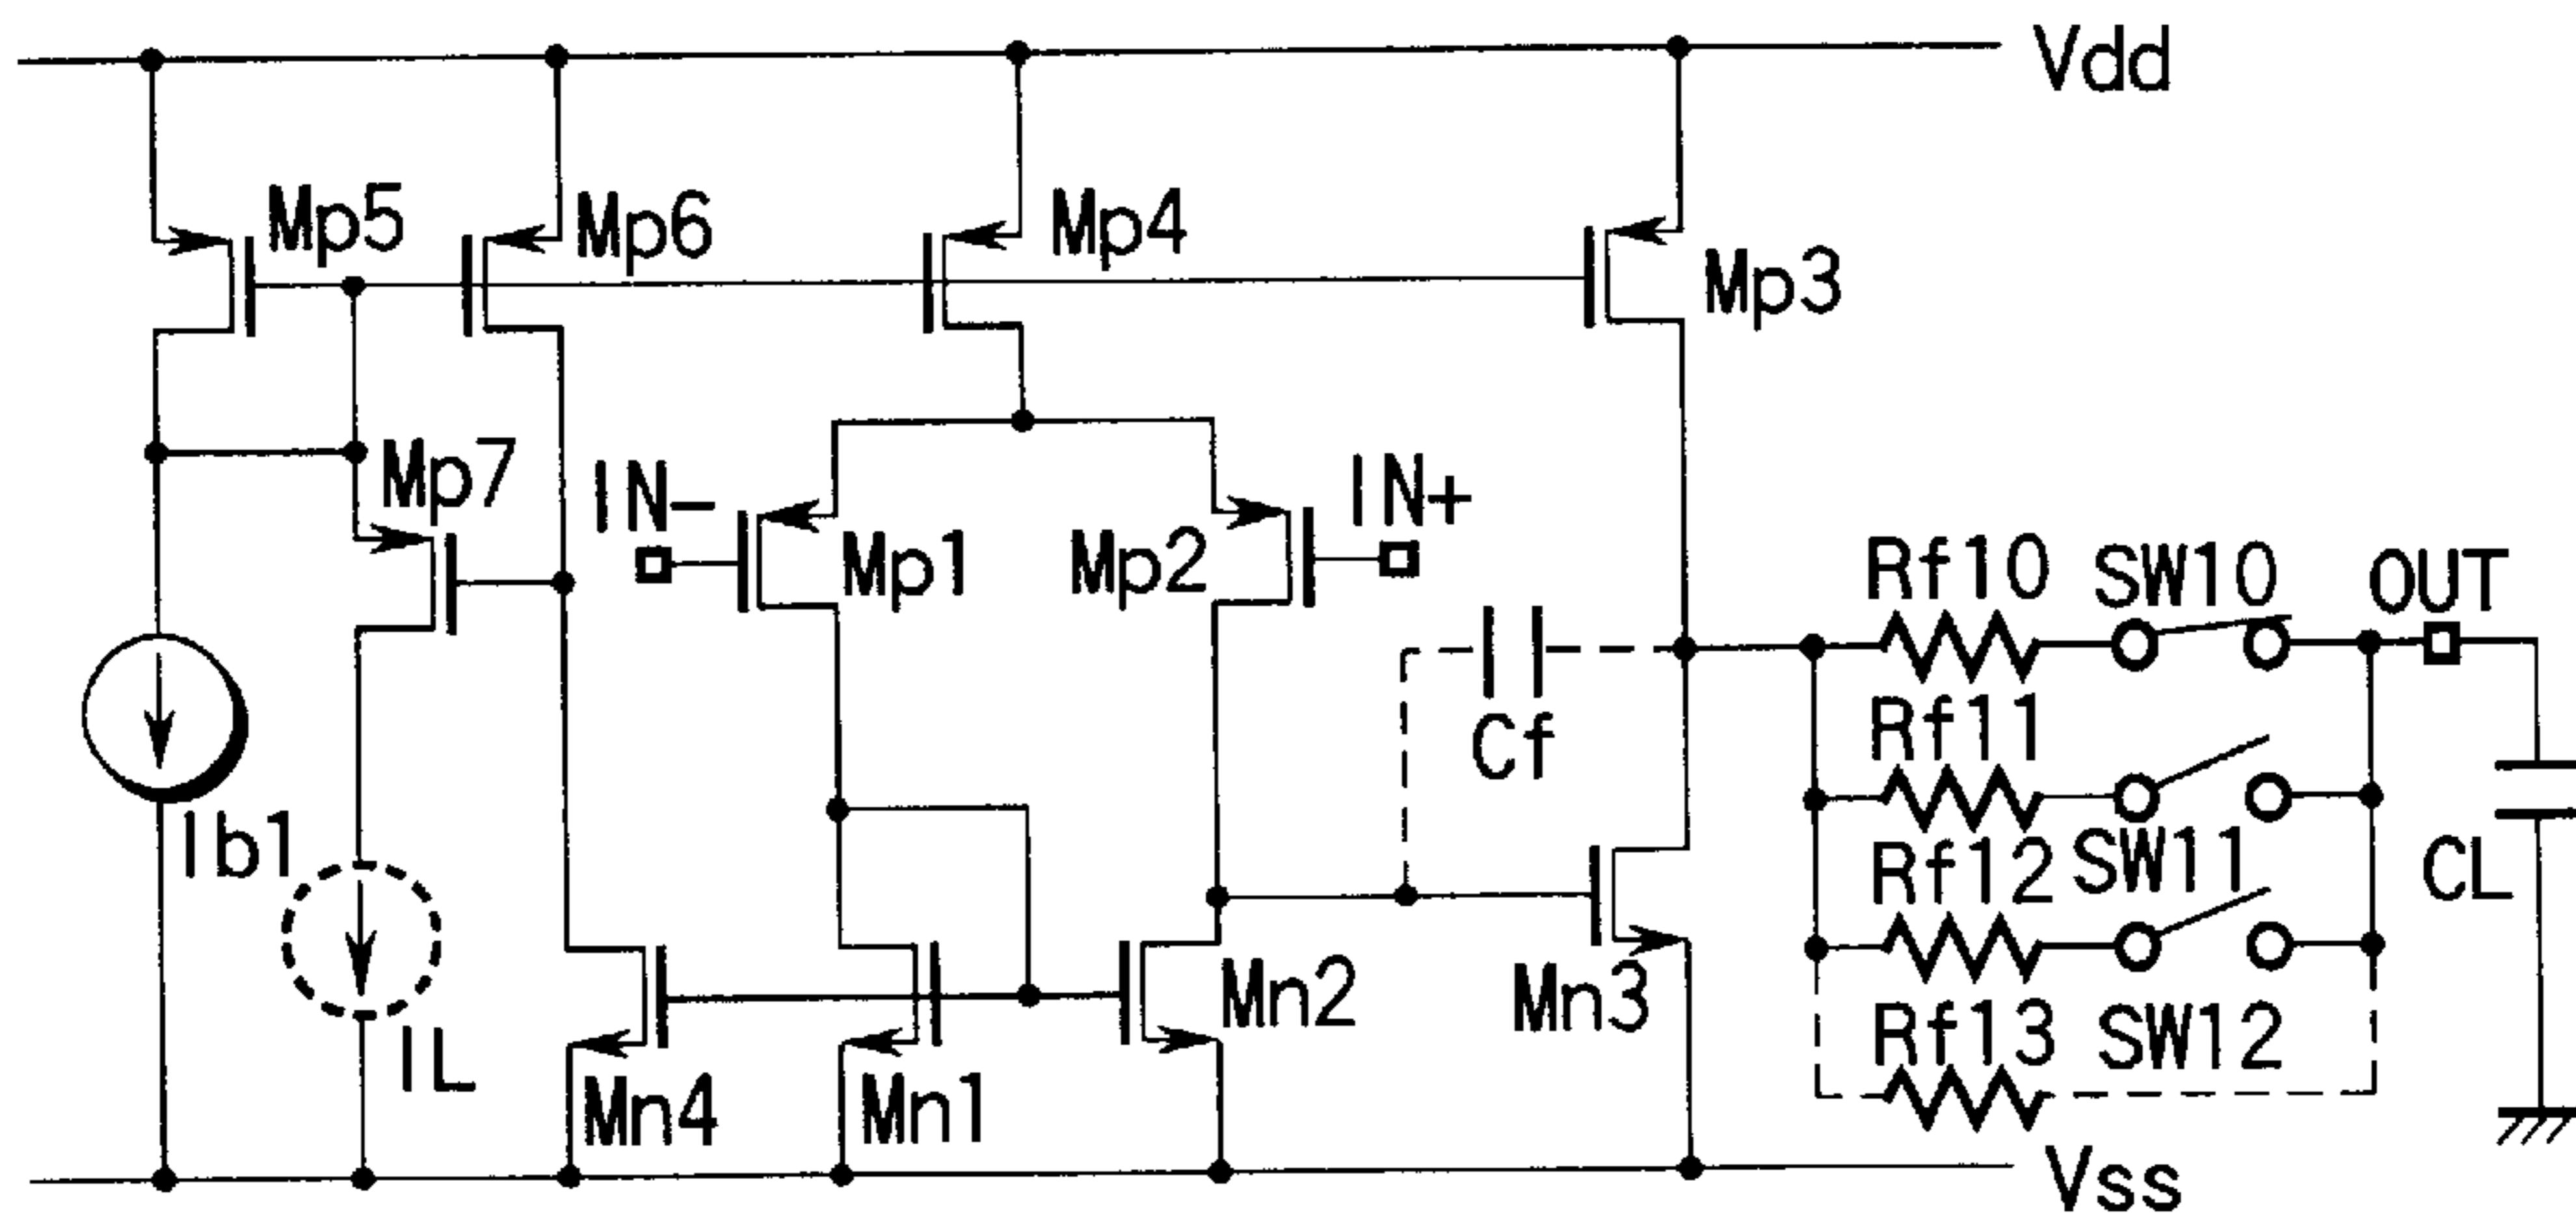 Vdd
Mp5
Mp6
Mp4
Mp3
Mp7
IN-
IN+
Mp1
Mp2
Rf10
SW10
OUT
Cf
Rf11
Ib1
Rf12
SW11
CL
IL
Mn4
Mn1
Mn2
Mn3
Rf13
SW12
Vss